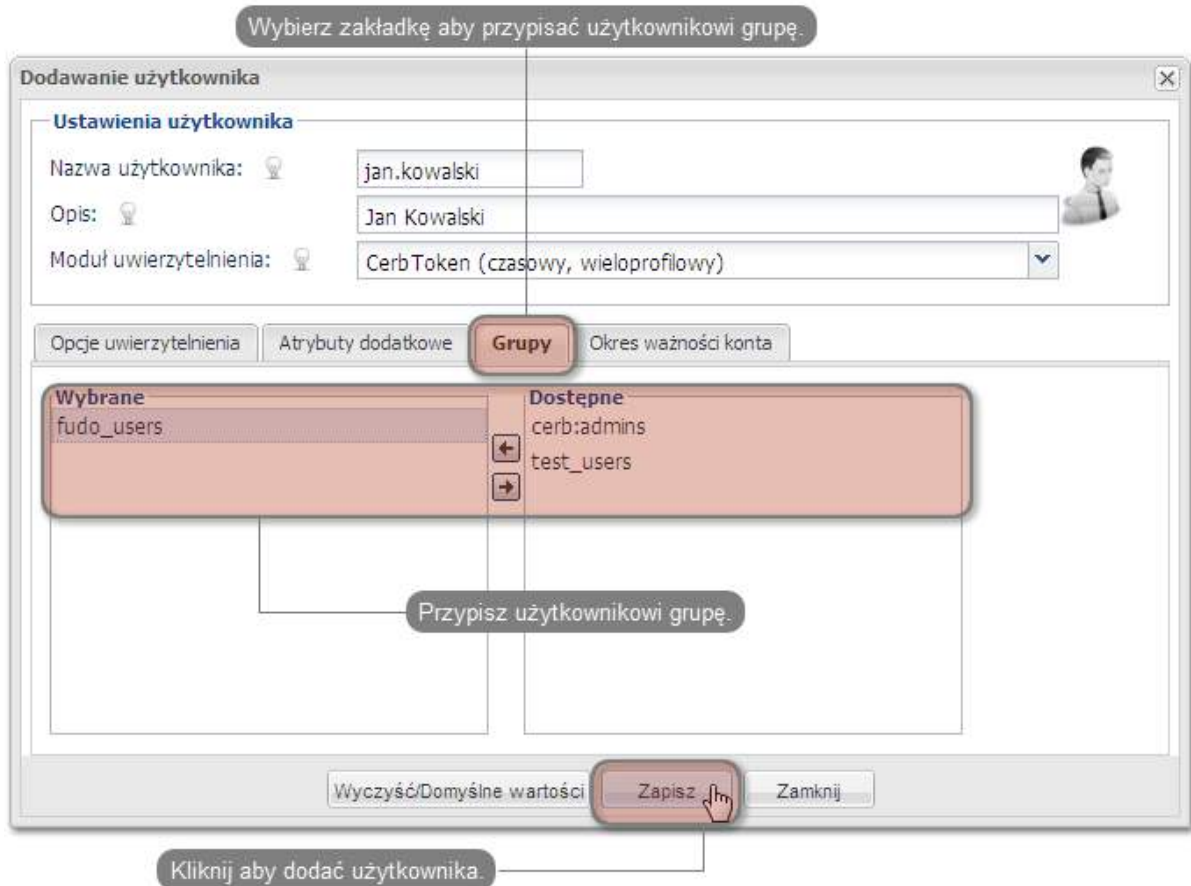 Wybierz zakładkę aby przypisać użytkownikowi grupę.
Dodawanie użytkownika
Ustawienia użytkownika
Nazwa użytkownika: jan.kowalski
Opis: Jan Kowalski
Moduł uwierzytelnienia: CerbToken (czasowy, wieloprofilowy)
Opcje uwierzytelnienia Atrybuty dodatkowe Grupy Okres ważności konta
Wybrane Dostępne
fudo_users cerb:admins
test_users
Przypisz użytkownikowi grupę.
Wyczyść/Domyślne wartości Zapisz Zamknij
Kliknij aby dodać użytkownika.